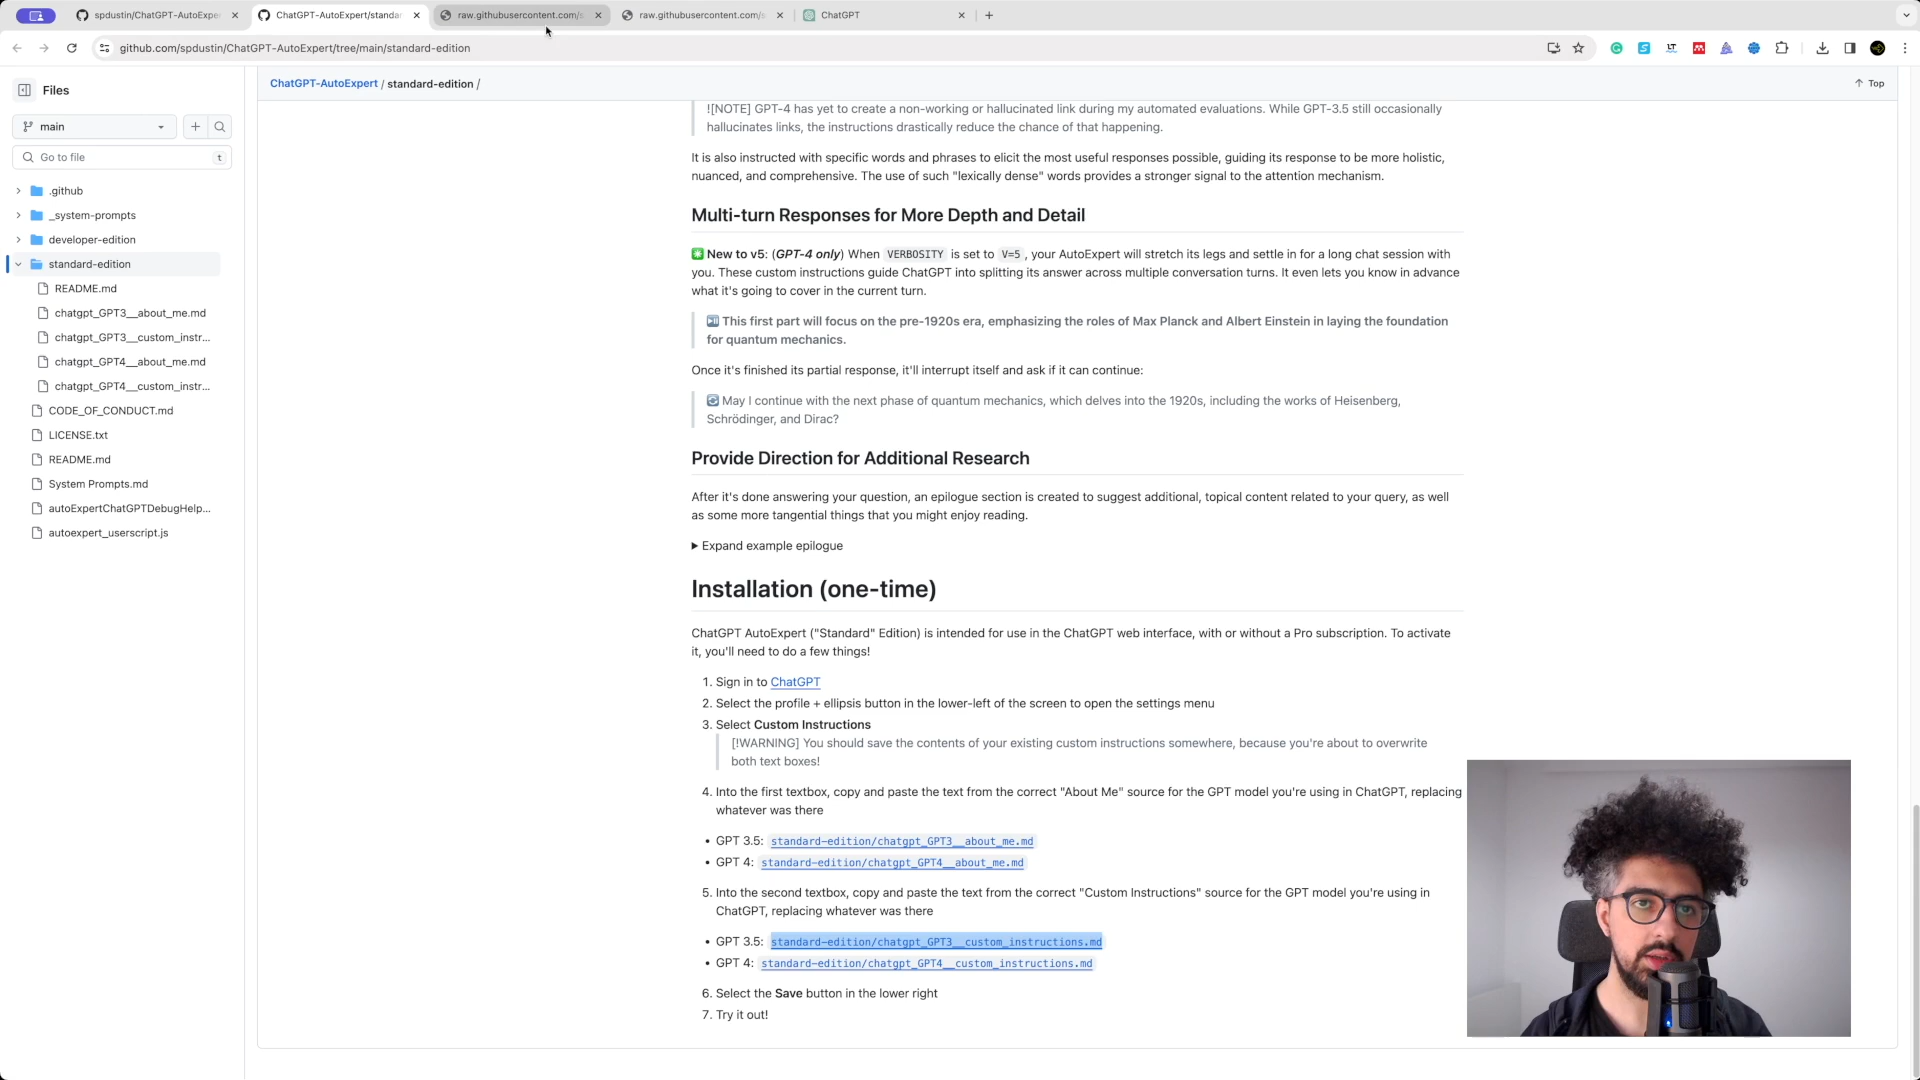 spdustin/ChatGPT-AutoExper
ChatGPT-AutoExpert/standar
raw.githubusercontent.com/s
raw.githubusercontent.com/s
ChatGPT
github.com/spdustin/ChatGPT-AutoExpert/tree/main/standard-edition
Files
main
Go to file
t
.github
_system-prompts
developer-edition
standard-edition
README.md
chatgpt_GPT3__about_me.md
chatgpt_GPT3__custom_instr...
chatgpt_GPT4__about_me.md
chatgpt_GPT4__custom_instr...
CODE_OF_CONDUCT.md
LICENSE.txt
README.md
System Prompts.md
autoExpertChatGPTDebugHelp...
autoexpert_userscript.js
ChatGPT-AutoExpert / standard-edition /
Top
![NOTE] GPT-4 has yet to create a non-working or hallucinated link during my automated evaluations. While GPT-3.5 still occasionally
hallucinates links, the instructions drastically reduce the chance of that happening.
It is also instructed with specific words and phrases to elicit the most useful responses possible, guiding its response to be more holistic,
nuanced, and comprehensive. The use of such "lexically dense" words provides a stronger signal to the attention mechanism.
Multi-turn Responses for More Depth and Detail
New to v5: (GPT-4 only) When VERBOSITY is set to V=5 , your AutoExpert will stretch its legs and settle in for a long chat session with
you. These custom instructions guide ChatGPT into splitting its answer across multiple conversation turns. It even lets you know in advance
what it's going to cover in the current turn.
This first part will focus on the pre-1920s era, emphasizing the roles of Max Planck and Albert Einstein in laying the foundation
for quantum mechanics.
Once it's finished its partial response, it'll interrupt itself and ask if it can continue:
May I continue with the next phase of quantum mechanics, which delves into the 1920s, including the works of Heisenberg,
Schrödinger, and Dirac?
Provide Direction for Additional Research
After it's done answering your question, an epilogue section is created to suggest additional, topical content related to your query, as well
as some more tangential things that you might enjoy reading.
Expand example epilogue
Installation (one-time)
ChatGPT AutoExpert ("Standard" Edition) is intended for use in the ChatGPT web interface, with or without a Pro subscription. To activate
it, you'll need to do a few things!
1. Sign in to ChatGPT
2. Select the profile + ellipsis button in the lower-left of the screen to open the settings menu
3. Select Custom Instructions
[!WARNING] You should save the contents of your existing custom instructions somewhere, because you're about to overwrite
both text boxes!
4. Into the first textbox, copy and paste the text from the correct "About Me" source for the GPT model you're using in ChatGPT, replacing
whatever was there
• GPT 3.5: standard-edition/chatgpt_GPT3__about_me.md
• GPT 4: standard-edition/chatgpt_GPT4__about_me.md
5. Into the second textbox, copy and paste the text from the correct "Custom Instructions" source for the GPT model you're using in
ChatGPT, replacing whatever was there
• GPT 3.5: standard-edition/chatgpt_GPT3__custom_instructions.md
• GPT 4: standard-edition/chatgpt_GPT4__custom_instructions.md
6. Select the Save button in the lower right
7. Try it out!